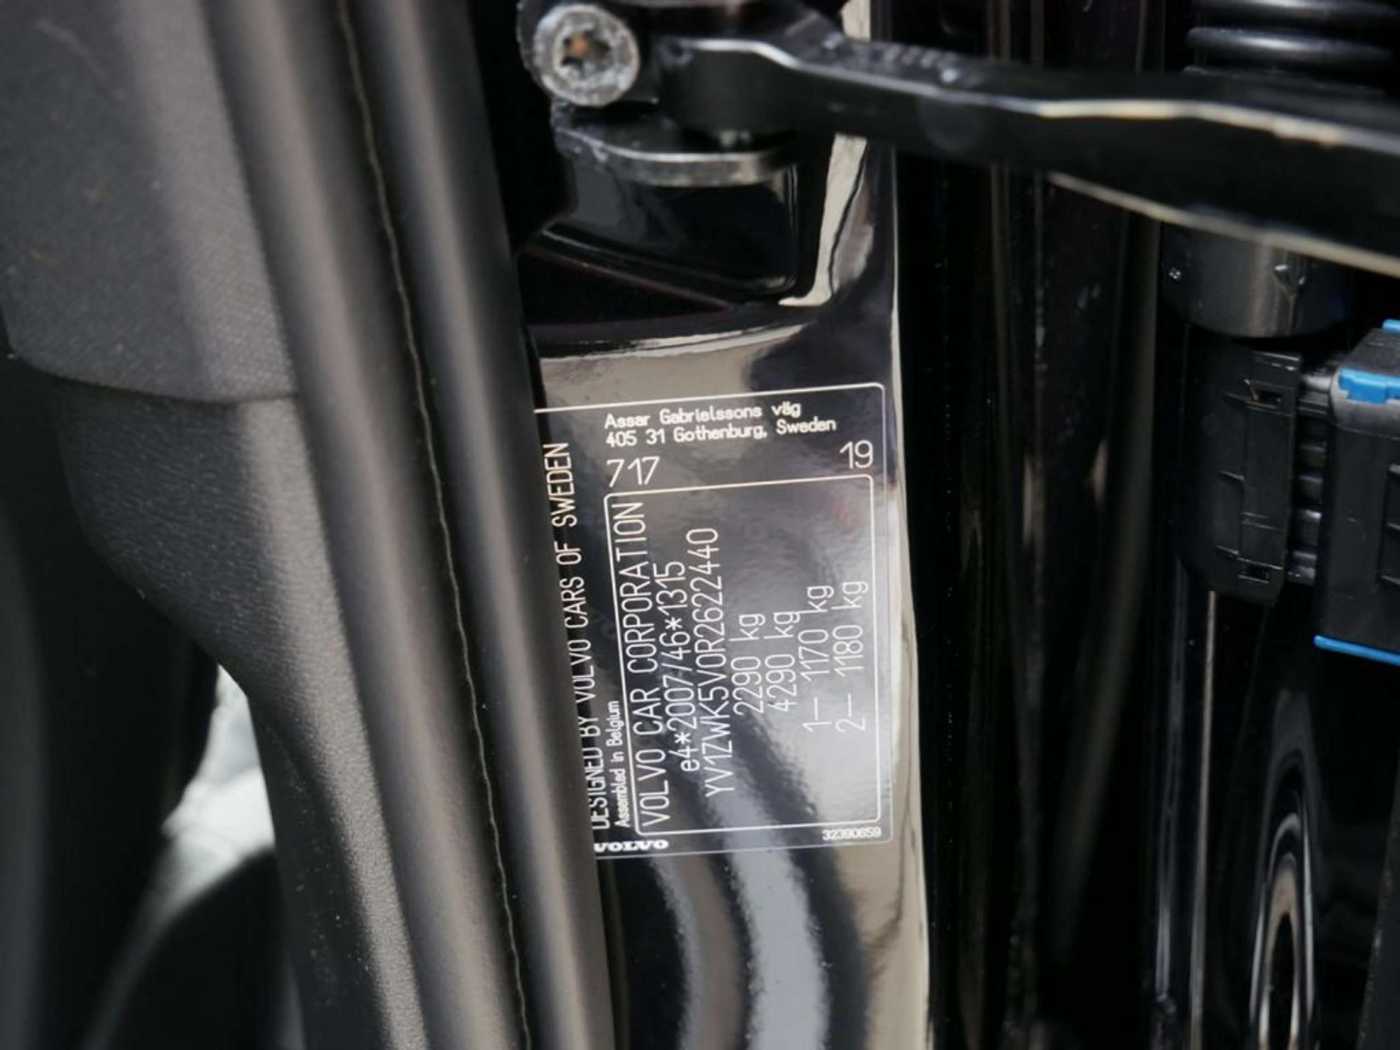 Assar Gabrielssons väg
405 31 Gothenburg, Sweden
717 19
DESIGNED BY VOLVO CARS OF SWEDEN
Assembled in Belgium
VOLVO CAR CORPORATION
e4*2007/46*1315
YV1ZWK5V0R2622440
2290 kg
4290 kg
1— 1170 kg
2— 1180 kg
VOLVO
32390659